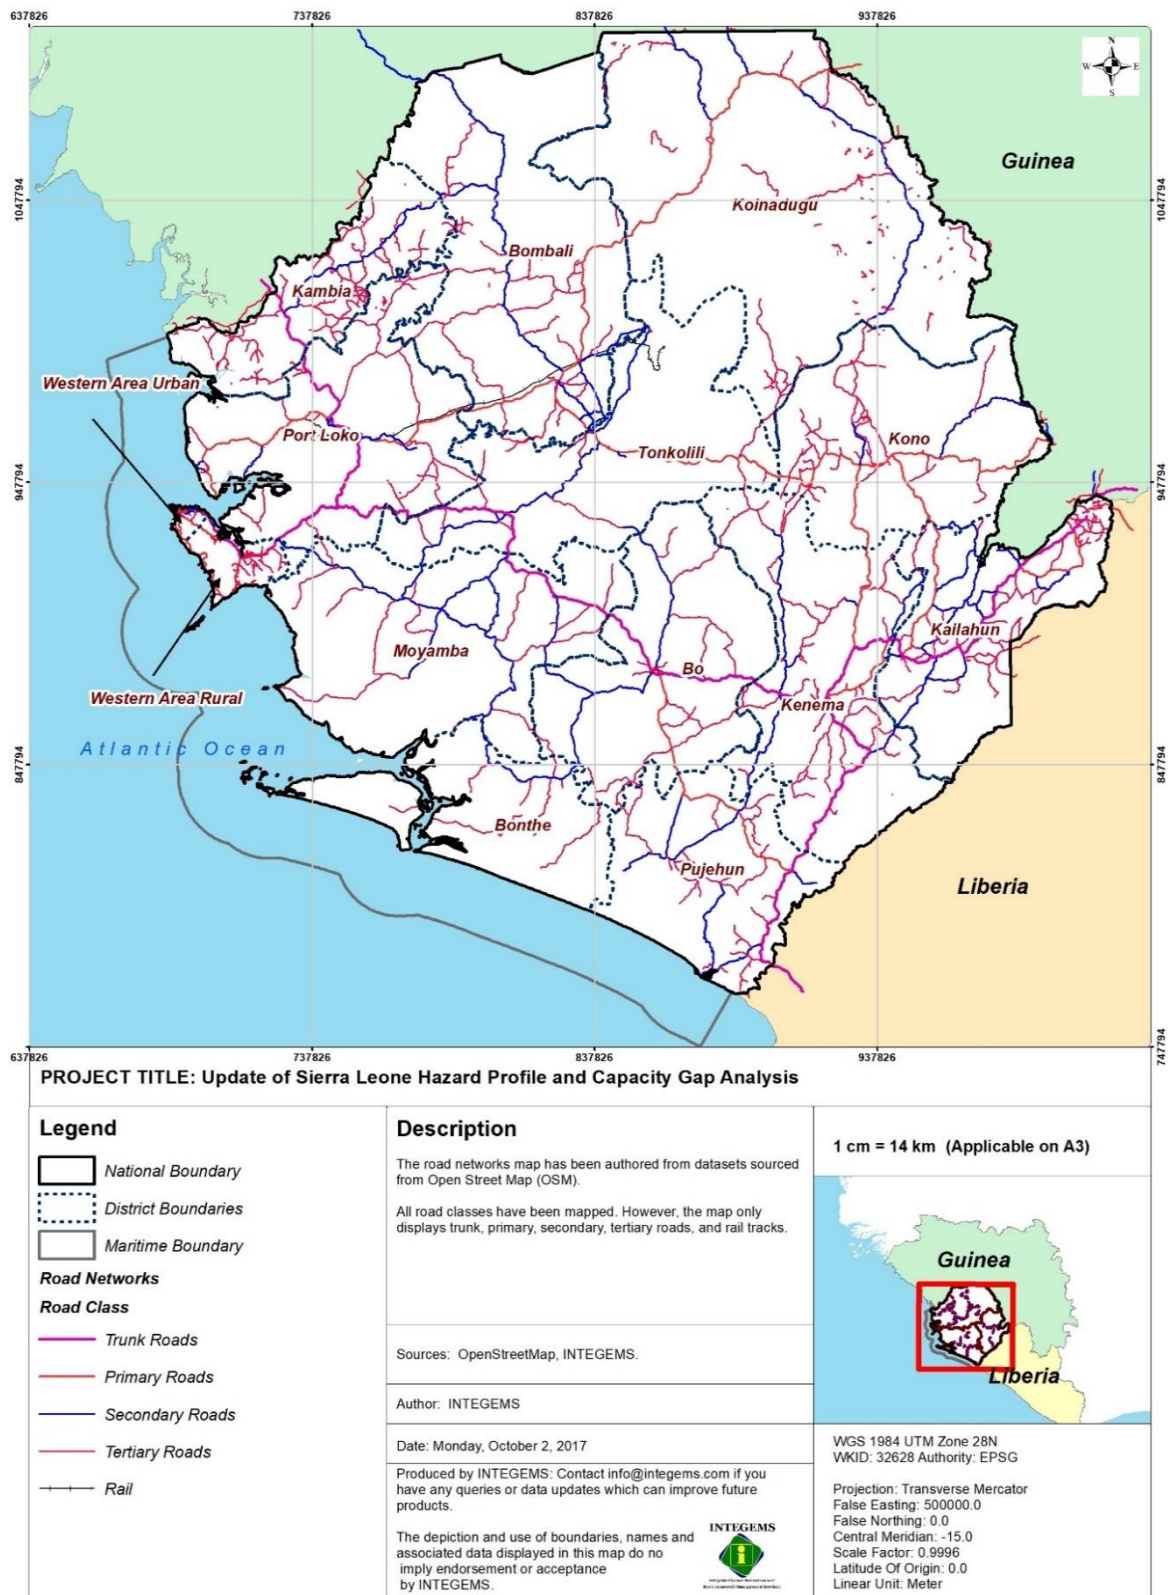 637826
737826
837826
937826
N
W
E
S
Guinea
1047794
1047794
Koinadugu
Bombali
Kambia
Western Area Urban
Port Loko
Tonkolili
Kono
947794
947794
Moyamba
Kailahun
Bo
Western Area Rural
Kenema
Atlantic Ocean
847794
847794
Bonthe
Pujehun
Liberia
637826
737826
837826
937826
747794
PROJECT TITLE: Update of Sierra Leone Hazard Profile and Capacity Gap Analysis
Legend
National Boundary
District Boundaries
Maritime Boundary
Road Networks
Road Class
Trunk Roads
Primary Roads
Secondary Roads
Tertiary Roads
Rail
Description
The road networks map has been authored from datasets sourced
from Open Street Map (OSM).
All road classes have been mapped. However, the map only
displays trunk, primary, secondary, tertiary roads, and rail tracks.
Sources: OpenStreetMap, INTEGEMS.
Author: INTEGEMS
Date: Monday, October 2, 2017
Produced by INTEGEMS: Contact info@integems.com if you
have any queries or data updates which can improve future
products.
The depiction and use of boundaries, names and
associated data displayed in this map do no
imply endorsement or acceptance
by INTEGEMS.
INTEGEMS
1 cm = 14 km (Applicable on A3)
Guinea
Liberia
WGS 1984 UTM Zone 28N
WKID: 32628 Authority: EPSG
Projection: Transverse Mercator
False Easting: 500000.0
False Northing: 0.0
Central Meridian: -15.0
Scale Factor: 0.9996
Latitude Of Origin: 0.0
Linear Unit: Meter